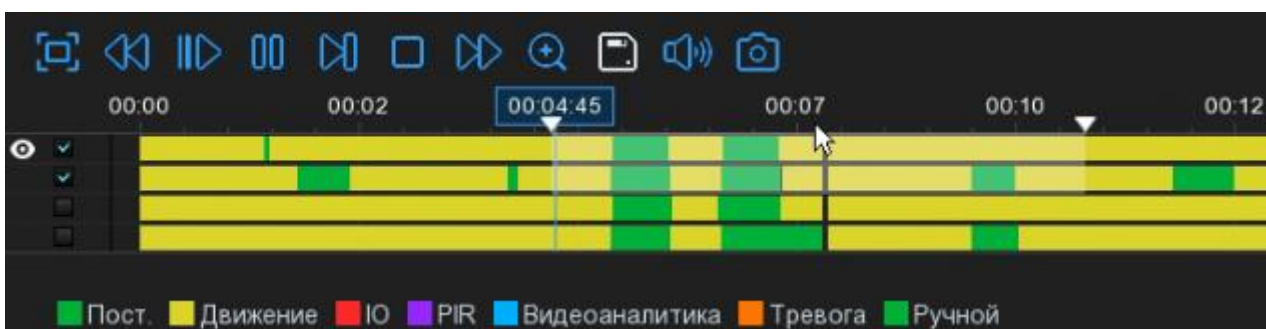 00:00 00:02 00:04:45 00:07 00:10 00:12
Пост. Движение IO PIR Видеоаналитика Тревога Ручной